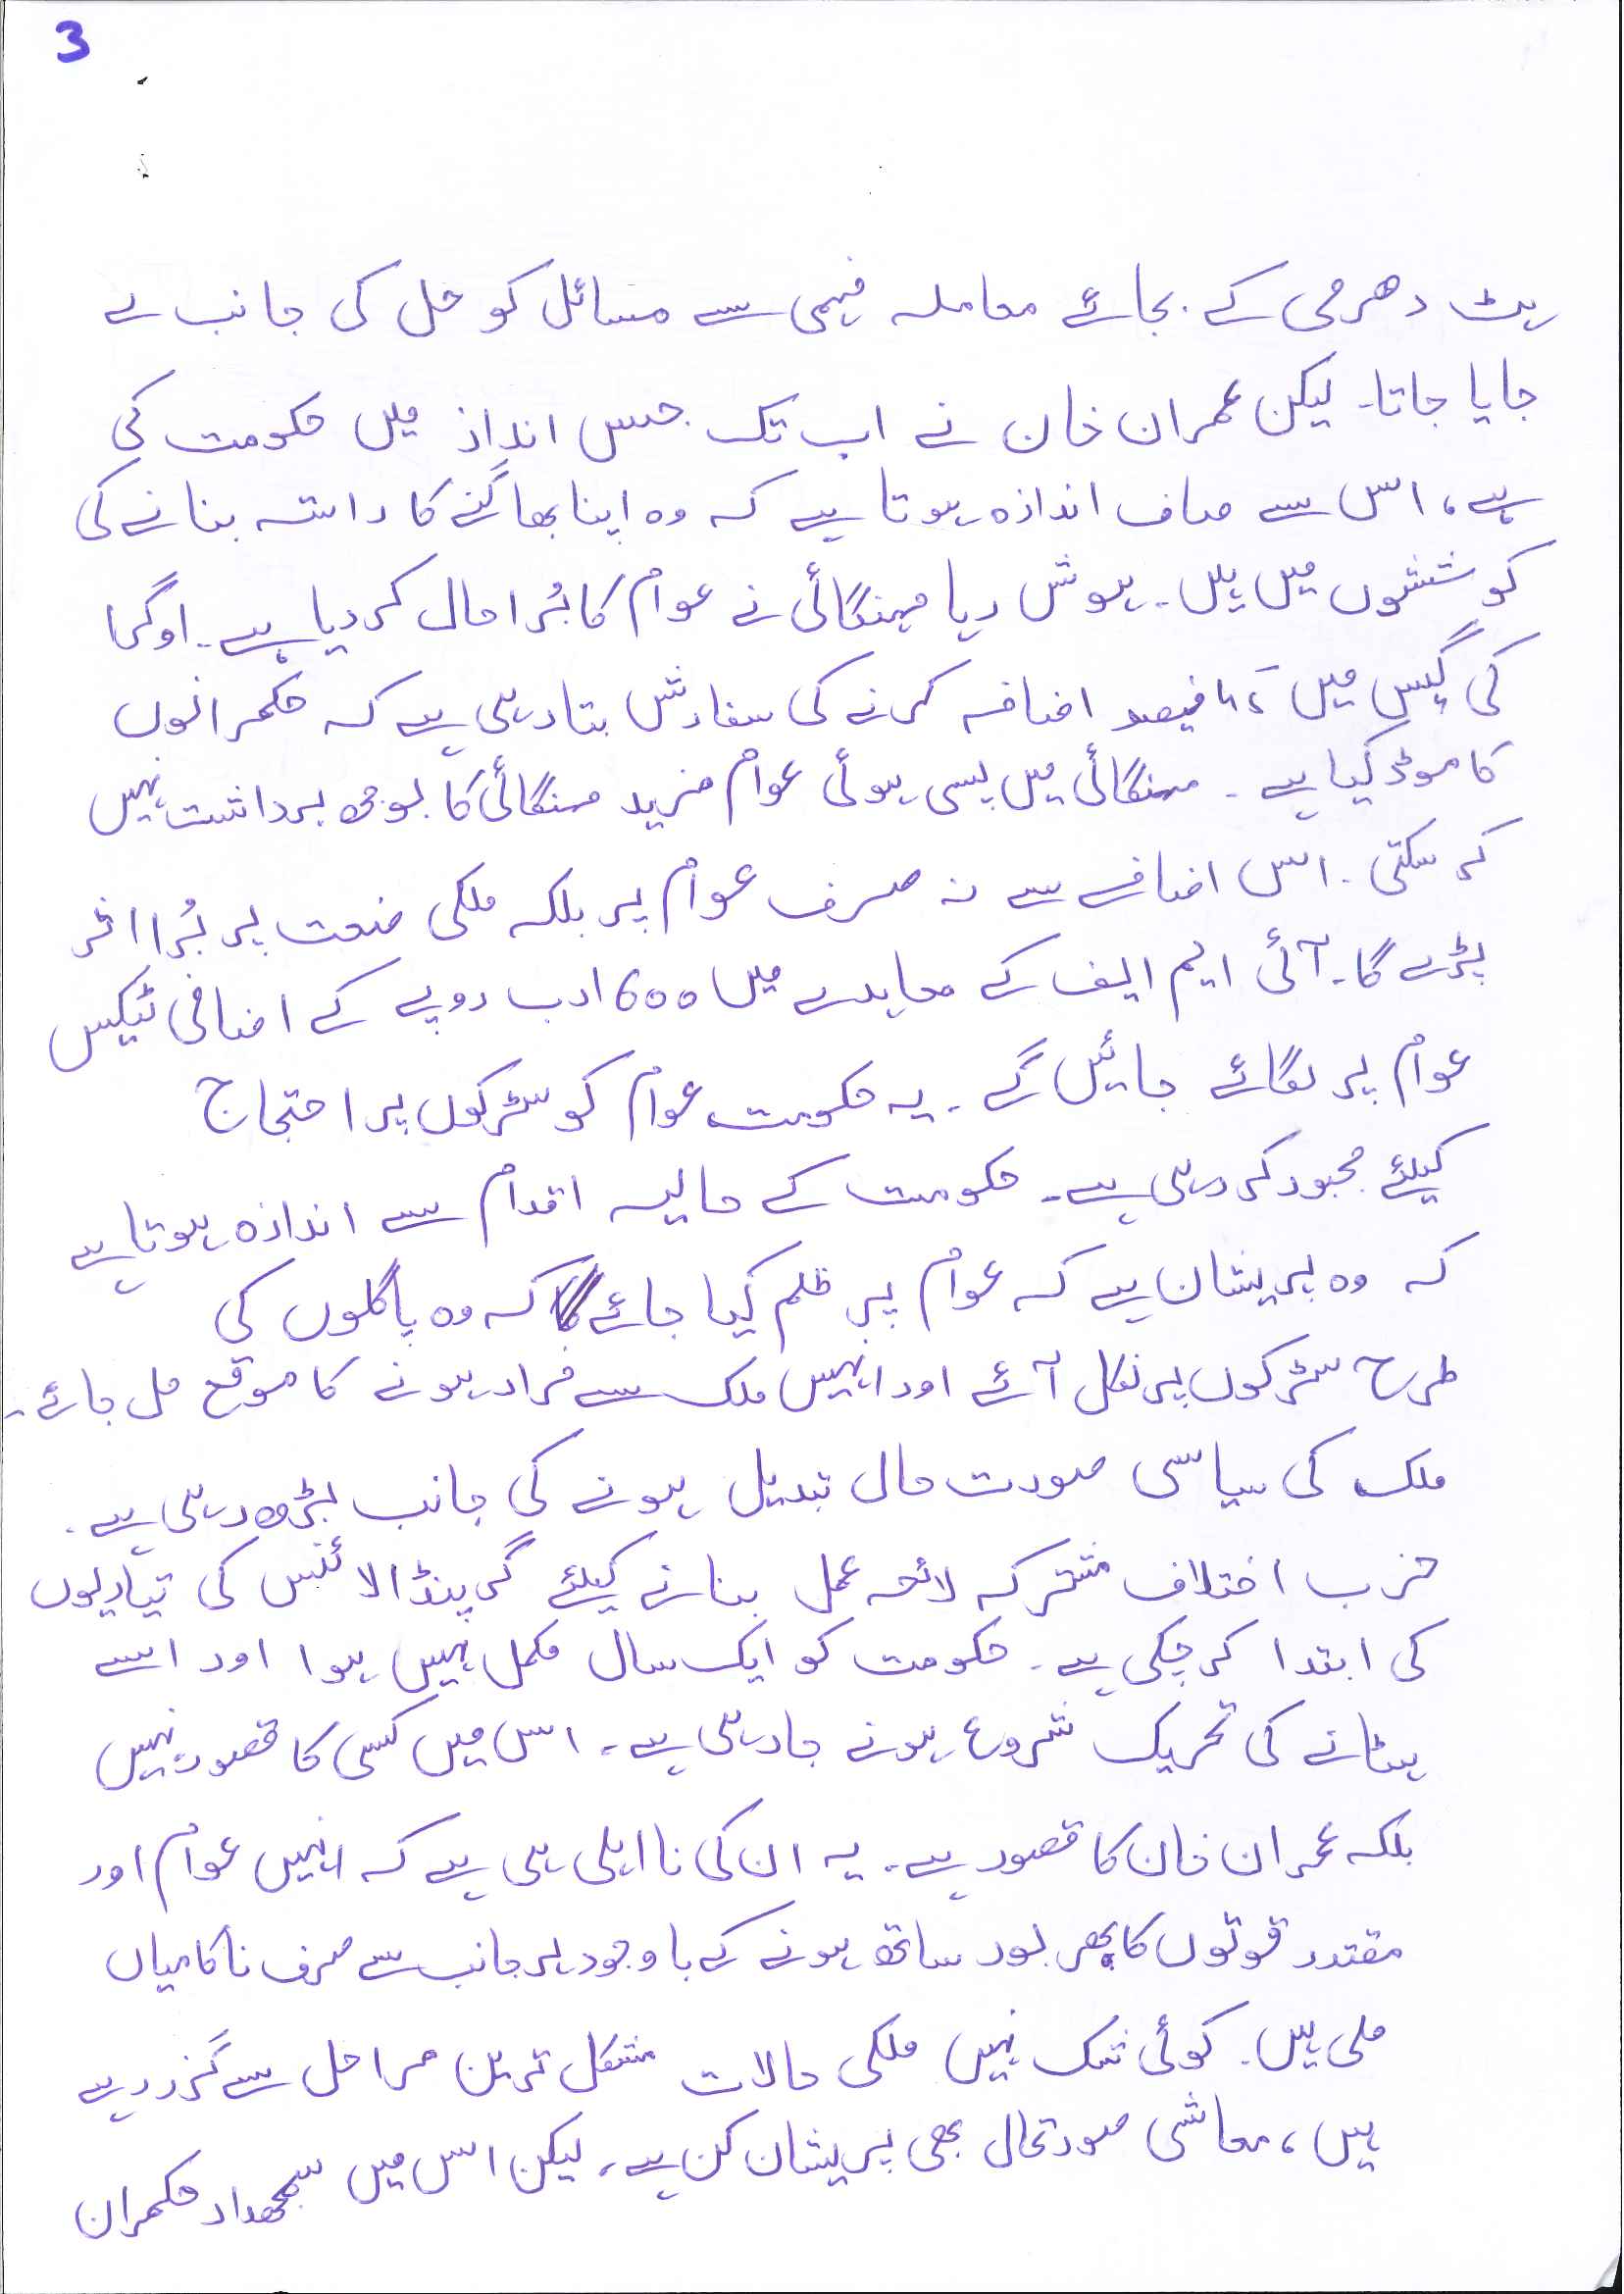 3
ہٹ دھرمی کے بجائے معاملہ فہمی سے مسائل کو حل کی جانب لے
جایا جاتا۔ لیکن عمران خان نے اب تک جس انداز میں حکومت کی
ہے، اس سے صاف اندازہ ہوتا ہے کہ وہ اپنا بھاگنے کا راستہ بنانے کی
کوششوں میں ہیں۔ ہوش ربا مہنگائی نے عوام کا بُرا حال کر دیا ہے۔ اوگرا
کی گیس میں فیصد اضافہ کرنے کی سفارش بتا رہی ہے کہ حکمرانوں
کا موڈ کیا ہے۔ مہنگائی میں پسی ہوئی عوام مزید مہنگائی کا بوجھ برداشت نہیں
کر سکتی۔ اس اضافے سے نہ صرف عوام پر بلکہ ملکی صنعت پر بُرا اثر
پڑے گا۔ آئی ایم ایف کے معاہدے میں 600 ارب روپے کے اضافی ٹیکس
عوام پر لگائے جائیں گے۔ یہ حکومت عوام کو سڑکوں پر احتجاج
کیلئے مجبور کر رہی ہے۔ حکومت کے حالیہ اقدام سے اندازہ ہوتا ہے
کہ وہ پریشان ہے کہ عوام پر ظلم کیا جائے کہ وہ پاگلوں کی
طرح سڑکوں پر نکل آئے اور انہیں ملک سے فرار ہونے کا موقع مل جائے۔
ملک کی سیاسی صورت حال تبدیل ہونے کی جانب بڑھ رہی ہے۔
حزب اختلاف مشترکہ لائحہ عمل بنانے کیلئے گرینڈ الائنس کی تیاریوں
کی ابتدا کر چکی ہے۔ حکومت کو ایک سال مکمل نہیں ہوا اور اسے
ہٹانے کی تحریک شروع ہونے جا رہی ہے۔ اس میں کسی کا قصور نہیں
بلکہ عمران خان کا قصور ہے۔ یہ ان کی نااہلی ہی ہے کہ انہیں عوام اور
مقتدر قوتوں کا بھرپور ساتھ ہونے کے باوجود ہر جانب سے صرف ناکامیاں
ملی ہیں۔ کوئی شک نہیں ملکی حالات مشکل ترین مراحل سے گزر رہے
ہیں، معاشی صورتحال بھی پریشان کن ہے، لیکن اس میں سمجھدار حکمران